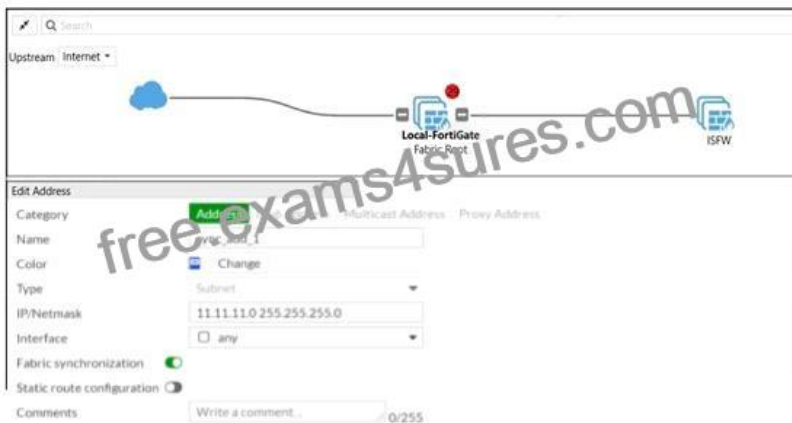 Search
Upstream Internet
Local-FortiGate
Fabric Root
ISFW
free.exams4sures.com
Edit Address
Category Address Multicast Address Proxy Address
Name sync_add_1
Color Change
Type Subnet
IP/Netmask 11.11.11.0 255.255.255.0
Interface any
Fabric synchronization
Static route configuration
Comments Write a comment... 0/255